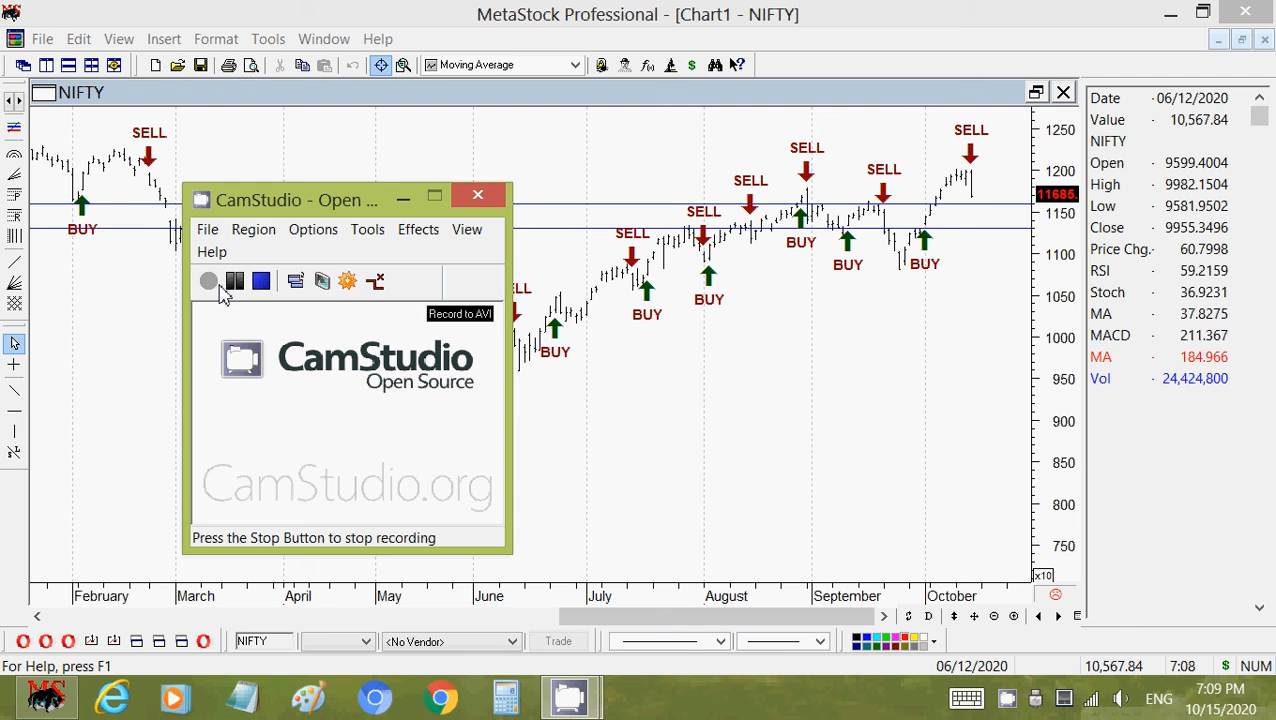 MetaStock Professional - [Chart1 - NIFTY]
File Edit View Insert Format Tools Window Help
Moving Average
NIFTY
SELL
BUY
SELL
BUY
SELL
BUY
SELL
BUY
SELL
SELL
BUY
BUY
SELL
BUY
SELL
1250
1200
11685.
1150
1100
1050
1000
950
900
850
800
750
x10
CamStudio - Open ...
File Region Options Tools Effects View
Help
Record to AVI
CamStudio
Open Source
CamStudio.org
Press the Stop Button to stop recording
Date 06/12/2020
Value 10,567.84
NIFTY
Open 9599.4004
High 9982.1504
Low 9581.9502
Close 9955.3496
Price Chg. 60.7998
RSI 59.2159
Stoch 36.9231
MA 37.8275
MACD 211.367
MA 184.966
Vol 24,424,800
February March April May June July August September October
D E
NIFTY <No Vendor> Trade
For Help, press F1 06/12/2020 10,567.84 7:08 $ NUM
MS ENG 7:09 PM
10/15/2020